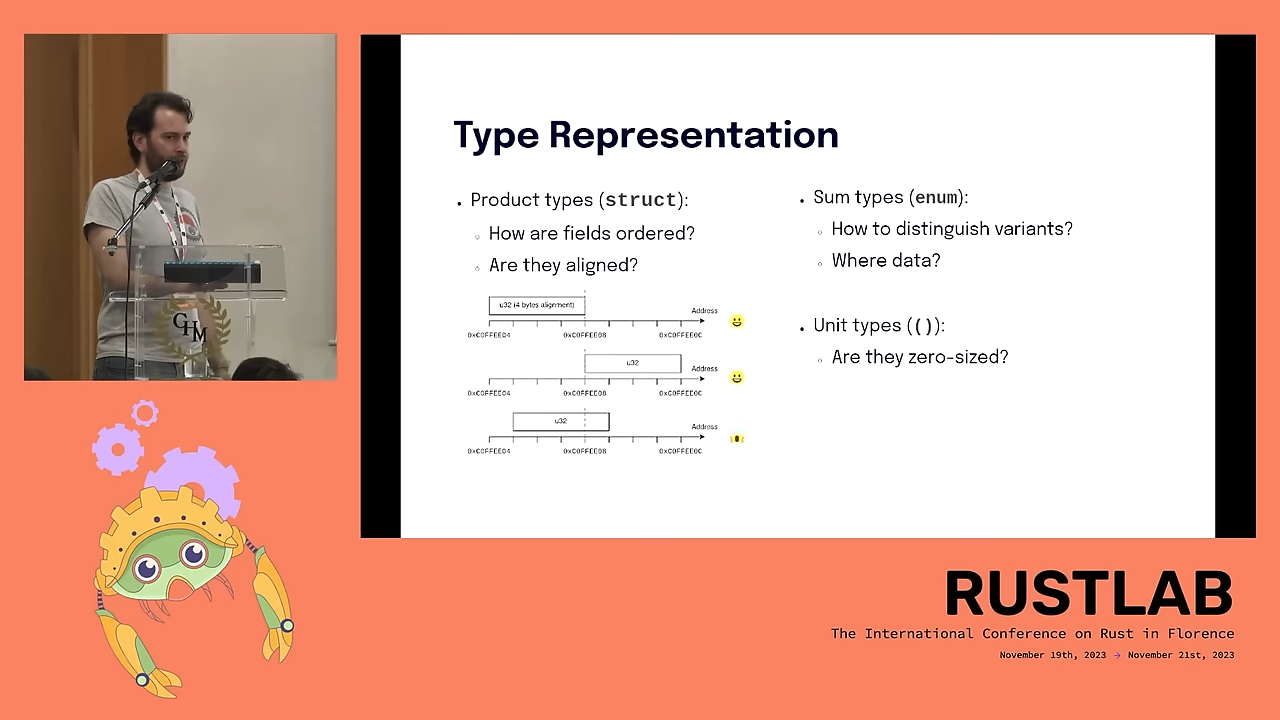 GHM
Type Representation
• Product types (struct):
○ How are fields ordered?
○ Are they aligned?
u32 (4 bytes alignment)
Address
0xC0FFEE04 0xC0FFEE08 0xC0FFEE0C
u32
Address
0xC0FFEE04 0xC0FFEE08 0xC0FFEE0C
u32
Address
0xC0FFEE04 0xC0FFEE08 0xC0FFEE0C
• Sum types (enum):
○ How to distinguish variants?
○ Where data?
• Unit types (()):
○ Are they zero-sized?
RUSTLAB
The International Conference on Rust in Florence
November 19th, 2023 → November 21st, 2023